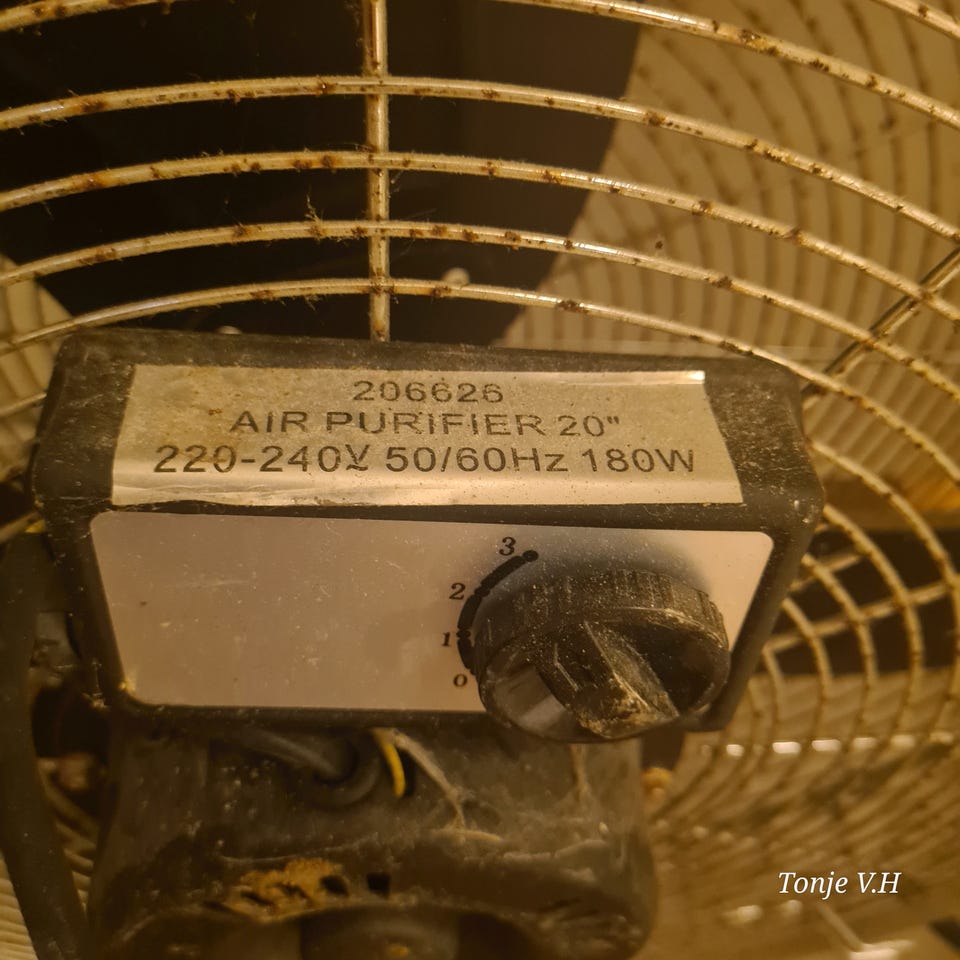 206626
AIR PURIFIER 20"
220-240V 50/60Hz 180W
3
2
1
0
Tonje V.H